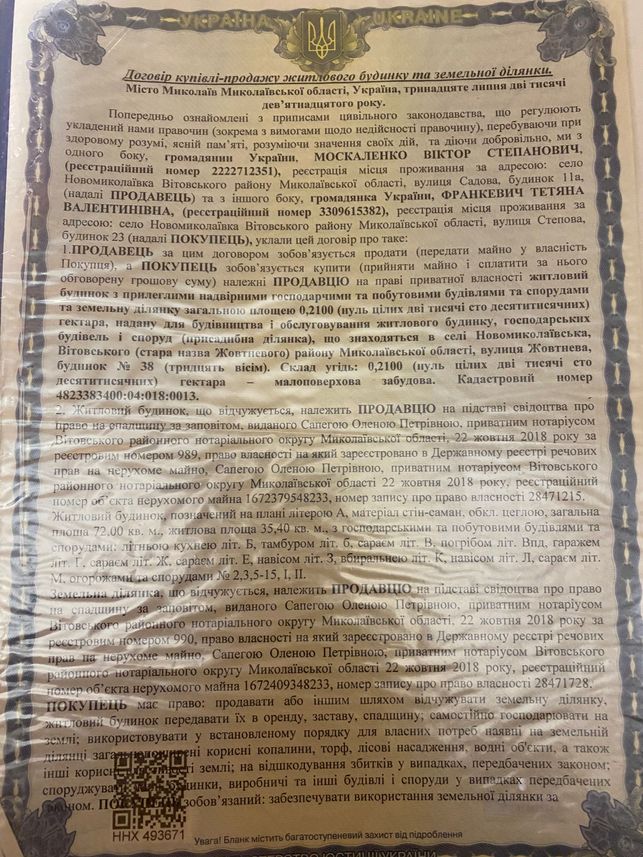 УКРАЇНА UKRAINE
Договір купівлі-продажу житлового будинку та земельної ділянки.
Місто Миколаїв Миколаївської області, Україна, тринадцяте липня дві тисячі
дев’ятнадцятого року.
Попередньо ознайомлені з приписами цивільного законодавства, що регулюють
укладений нами правочин (зокрема з вимогами щодо недійсності правочину), перебуваючи при
здоровому розумі, ясній пам’яті, розуміючи значення своїх дій, та діючи добровільно, ми з
одного боку, громадянин України, МОСКАЛЕНКО ВІКТОР СТЕПАНОВИЧ,
(реєстраційний номер 2222712351), реєстрація місця проживання за адресою: село
Новомиколаївка Вітовського району Миколаївської області, вулиця Садова, будинок 11а,
(надалі ПРОДАВЕЦЬ) та з іншого боку, громадянка України, ФРАНКЕВИЧ ТЕТЯНА
ВАЛЕНТИНІВНА, (реєстраційний номер 3309615382), реєстрація місця проживання за
адресою: село Новомиколаївка Вітовського району Миколаївської області, вулиця Степова,
будинок 23 (надалі ПОКУПЕЦЬ), уклали цей договір про таке:
1.ПРОДАВЕЦЬ за цим договором зобов’язується продати (передати майно у власність
Покупця), а ПОКУПЕЦЬ зобов’язується купити (прийняти майно і сплатити за нього
обговорену грошову суму) належні ПРОДАВЦЮ на праві приватної власності житловий
будинок з прилеглими надвірними господарчими та побутовими будівлями та спорудами
та земельну ділянку загальною площею 0,2100 (нуль цілих дві тисячі сто десятитисячних)
гектара, надану для будівництва і обслуговування житлового будинку, господарських
будівель і споруд (присадибна ділянка), що знаходяться в селі Новомиколаївська,
Вітовського (стара назва Жовтневого) району Миколаївської області, вулиця Жовтнева,
будинок № 38 (тридцять вісім). Склад угідь: 0,2100 (нуль цілих дві тисячі сто
десятитисячних) гектара – малоповерхова забудова. Кадастровий номер
4823383400:04:018:0013.
2. Житловий будинок, що відчужується, належить ПРОДАВЦЮ на підставі свідоцтва про
право на спадщину за заповітом, виданого Сапегою Оленою Петрівною, приватним нотаріусом
Вітовського районного нотаріального округу Миколаївської області, 22 жовтня 2018 року за
реєстровим номером 989, право власності на який зареєстровано в Державному реєстрі речових
прав на нерухоме майно, Сапегою Оленою Петрівною, приватним нотаріусом Вітовського
районного нотаріального округу Миколаївської області 22 жовтня 2018 року, реєстраційний
номер об’єкта нерухомого майна 1672379548233, номер запису про право власності 28471215.
Житловий будинок, позначений на плані літерою А, матеріал стін-саман, обкл. цеглою, загальна
площа 72,00 кв. м., житлова площа 35,40 кв. м., з господарськими та побутовими будівлями та
спорудами: літньою кухнею літ. Б, тамбуром літ. б, сараєм літ. В, погрібом літ. Впд, гаражем
літ. Г, сараєм літ. Ж, сараєм літ. Е, навісом літ. З, вбиральнею літ. К, навісом літ. Л, сараєм літ.
М, огорожами та спорудами № 2,3,5-15, І, ІІ.
Земельна ділянка, що відчужується, належить ПРОДАВЦЮ на підставі свідоцтва про право
на спадщину за заповітом, виданого Сапегою Оленою Петрівною, приватним нотаріусом
Вітовського районного нотаріального округу Миколаївської області, 22 жовтня 2018 року за
реєстровим номером 990, право власності на який зареєстровано в Державному реєстрі речових
прав на нерухоме майно, Сапегою Оленою Петрівною, приватним нотаріусом Вітовського
районного нотаріального округу Миколаївської області 22 жовтня 2018 року, реєстраційний
номер об’єкта нерухомого майна 1672409348233, номер запису про право власності 28471728.
ПОКУПЕЦЬ має право: продавати або іншим шляхом відчужувати земельну ділянку,
житловий будинок передавати їх в оренду, заставу, спадщину; самостійно господарювати на
землі; використовувати у встановленому порядку для власних потреб наявні на земельній
ділянці загальнопоширені корисні копалини, торф, лісові насадження, водні об'єкти, а також
інші корисні властивості землі; на відшкодування збитків у випадках, передбачених законом;
споруджувати будинки, виробничі та інші будівлі і споруди у випадках передбачених
законом. ПОКУПЕЦЬ зобов’язаний: забезпечувати використання земельної ділянки за
ННХ 493671
Увага! Бланк містить багатоступеневий захист від підроблення
ЮСТИЦІЇ УКРАЇНИ